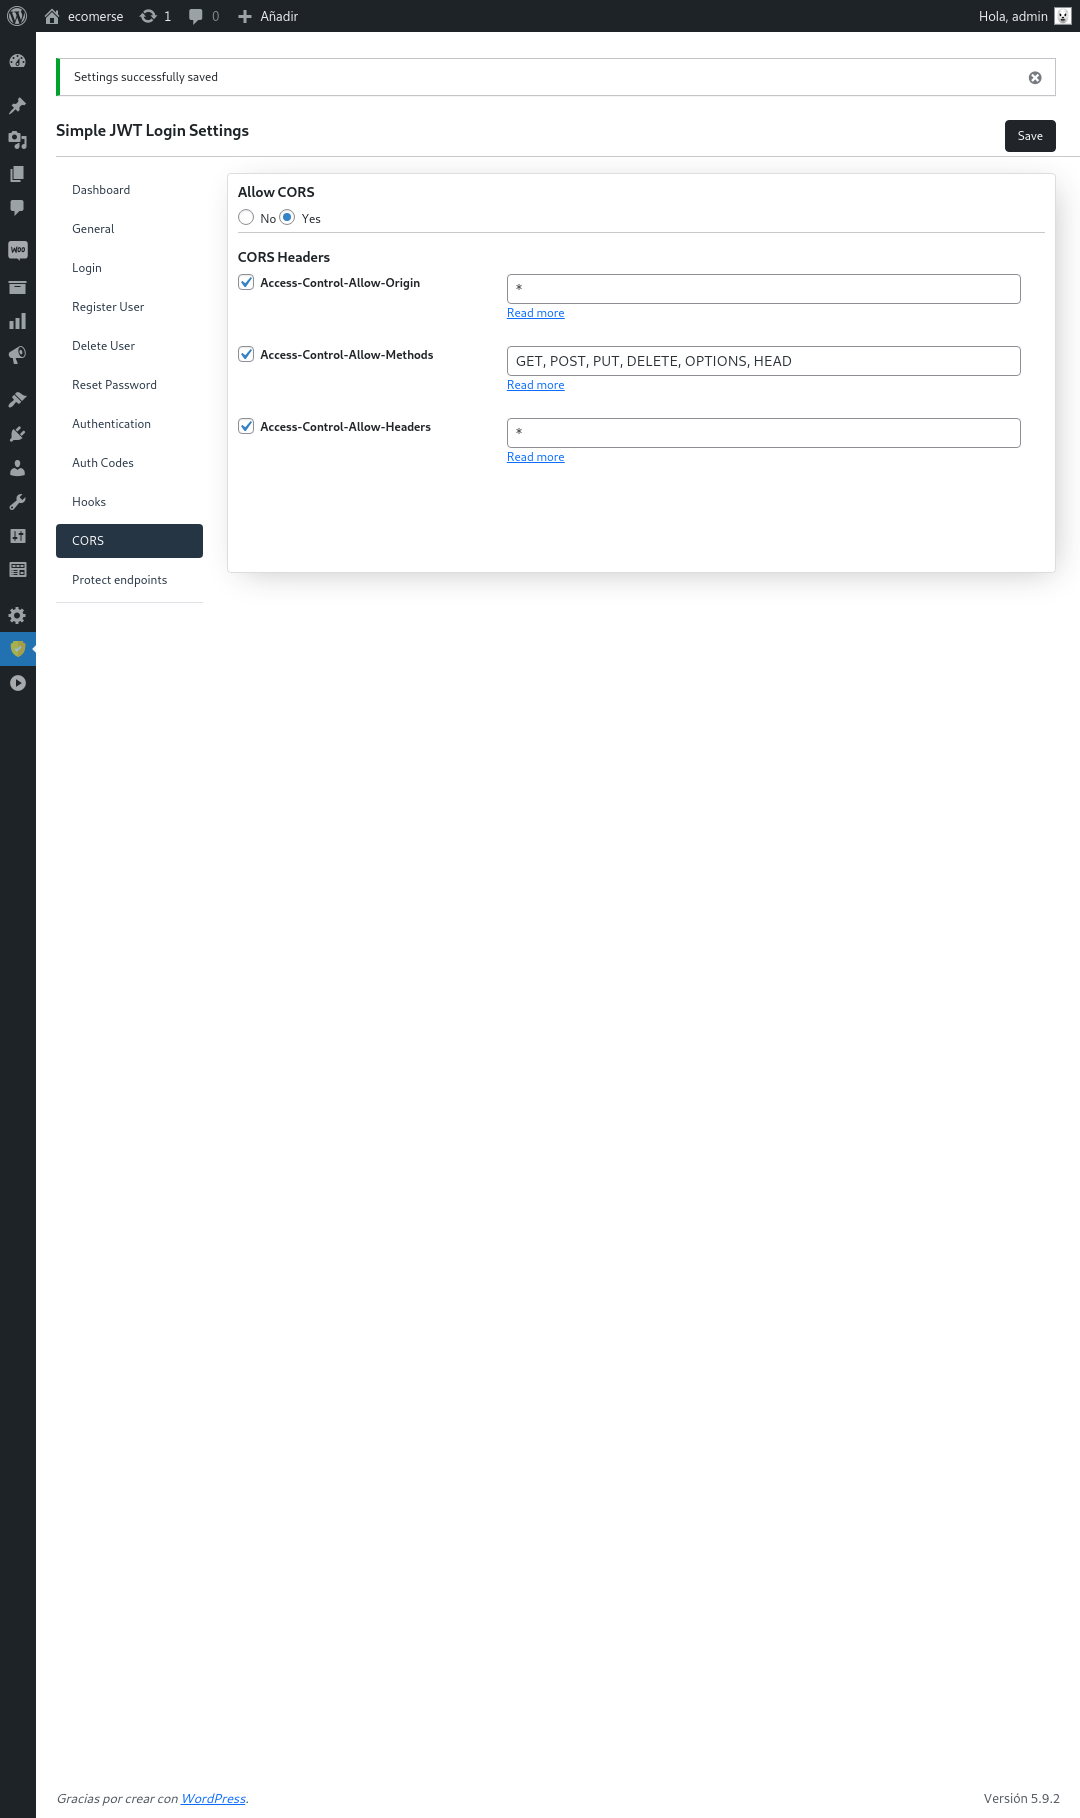 ecomerse 1 0 Añadir Hola, admin
Settings successfully saved
Simple JWT Login Settings
Save
Dashboard
General
Login
Register User
Delete User
Reset Password
Authentication
Auth Codes
Hooks
CORS
Protect endpoints
Allow CORS
No Yes
CORS Headers
Access-Control-Allow-Origin *
Read more
Access-Control-Allow-Methods GET, POST, PUT, DELETE, OPTIONS, HEAD
Read more
Access-Control-Allow-Headers *
Read more
WOO
Gracias por crear con WordPress. Versión 5.9.2